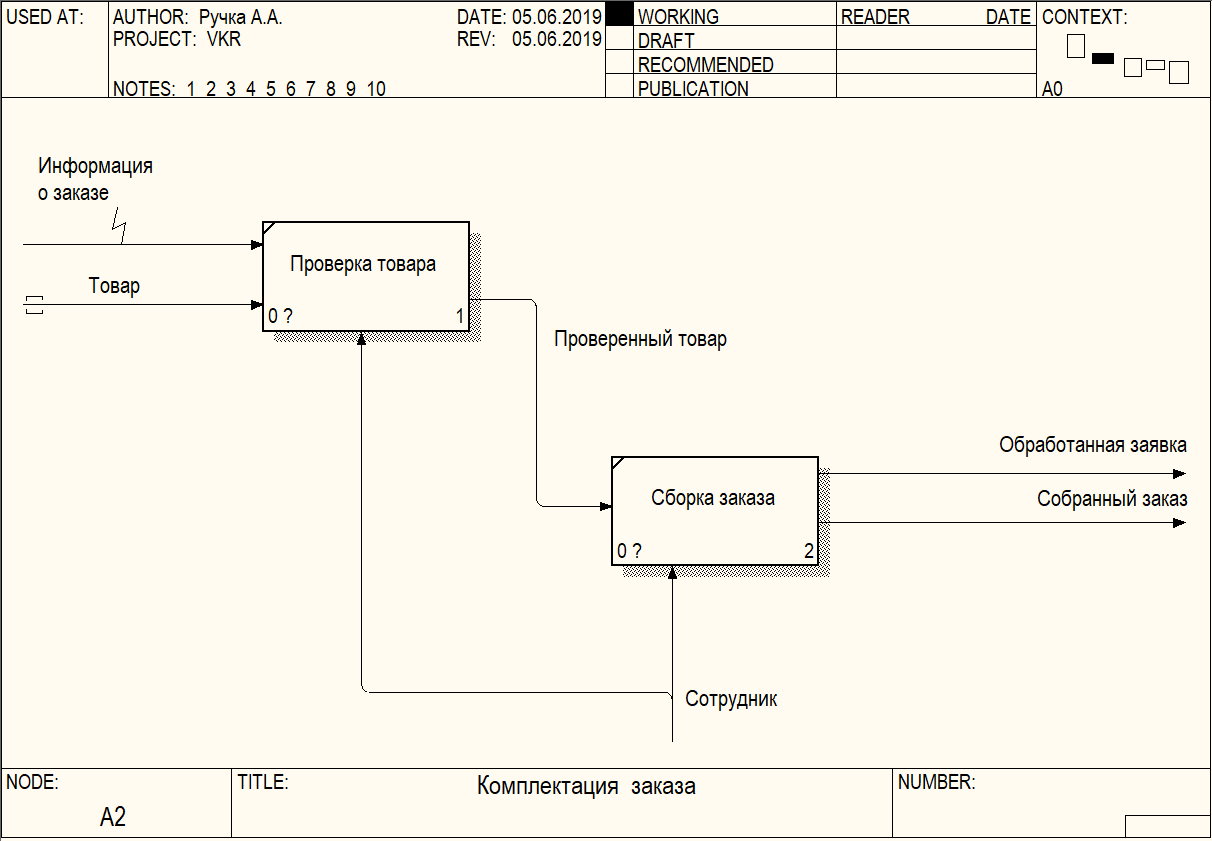 USED AT:
AUTHOR: Ручка А.А.
DATE: 05.06.2019
PROJECT: VKR
REV: 05.06.2019
NOTES: 1 2 3 4 5 6 7 8 9 10
WORKING
DRAFT
RECOMMENDED
PUBLICATION
READER
DATE
CONTEXT:
A0
Информация
о заказе
Товар
Проверка товара
0 ?
1
Проверенный товар
Обработанная заявка
Собранный заказ
Сборка заказа
0 ?
2
Сотрудник
NODE:
A2
TITLE:
Комплектация заказа
NUMBER: